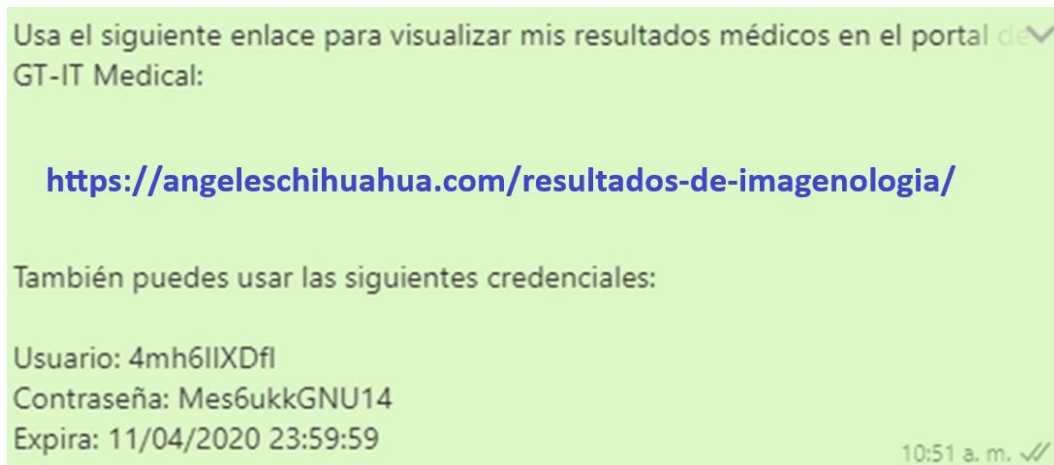 Usa el siguiente enlace para visualizar mis resultados médicos en el portal de
GT-IT Medical:
https://angeleschihuahua.com/resultados-de-imagenologia/
También puedes usar las siguientes credenciales:
Usuario: 4mh6IIXDfI
Contraseña: Mes6ukkGNU14
Expira: 11/04/2020 23:59:59
10:51 a. m.